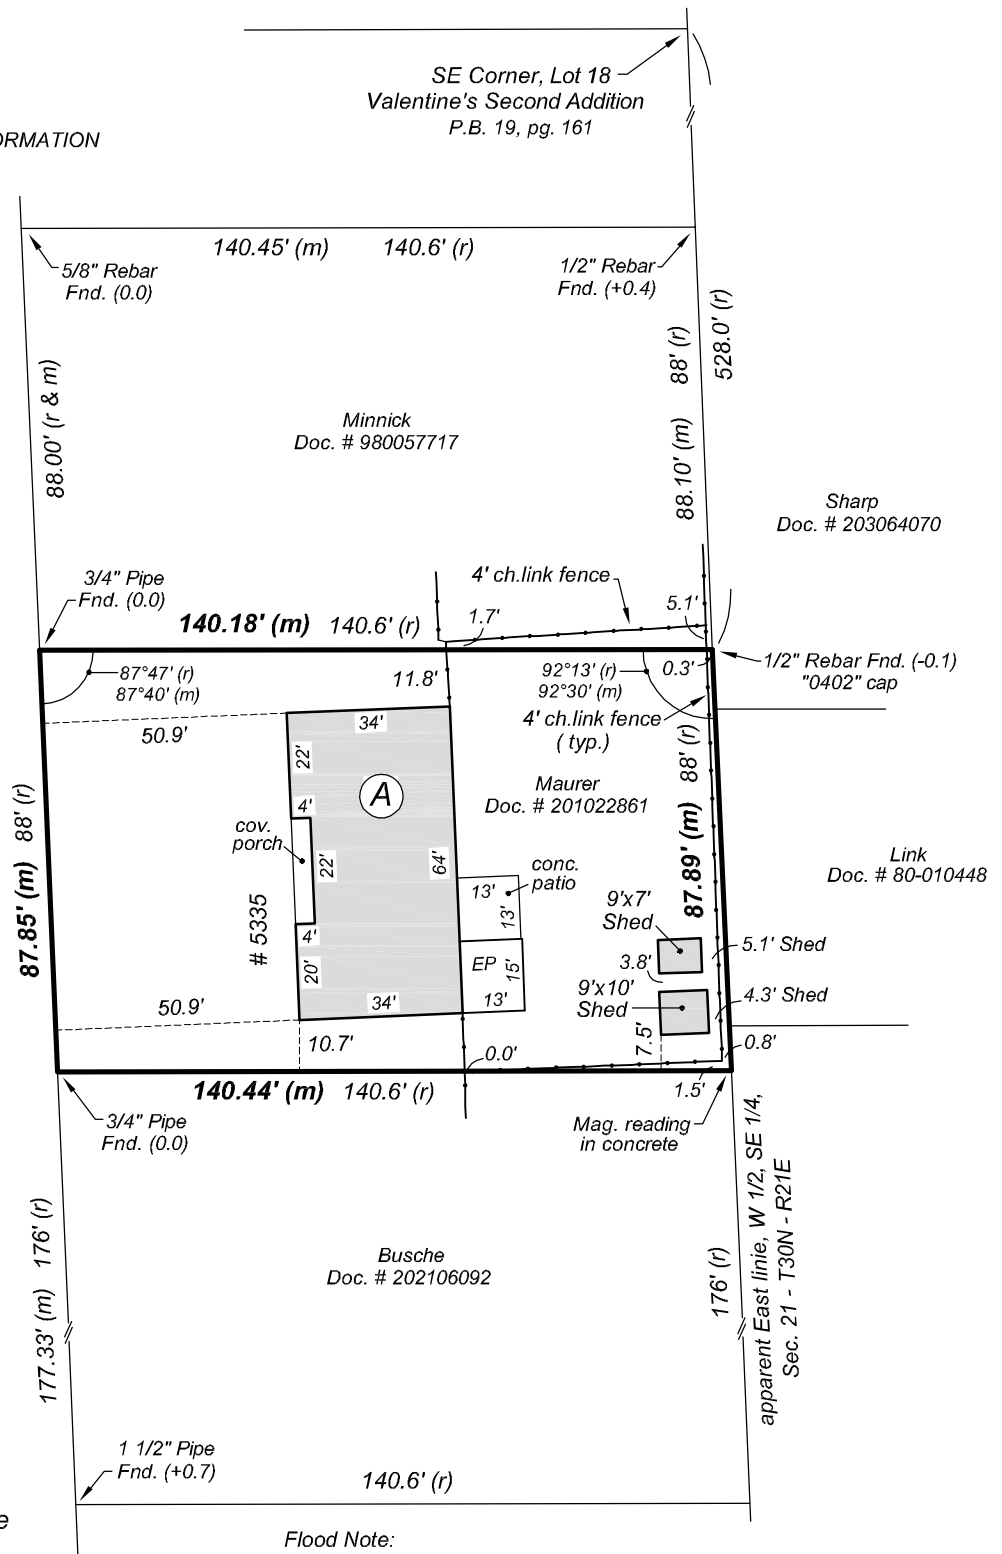 SE Corner, Lot 18
Valentine's Second Addition
P.B. 19, pg. 161
ORMATION
140.45' (m) 140.6' (r)
5/8" Rebar
Fnd. (0.0)
1/2" Rebar
Fnd. (+0.4)
88.00' (r & m)
88.10' (m) 88' (r)
528.0' (r)
Minnick
Doc. # 980057717
Sharp
Doc. # 203064070
3/4" Pipe
Fnd. (0.0)
4' ch.link fence
140.18' (m) 140.6' (r)
1.7'
5.1'
87°47' (r)
87°40' (m)
11.8'
92°13' (r)
92°30' (m)
0.3'
1/2" Rebar Fnd. (-0.1)
"0402" cap
4' ch.link fence
( typ.)
50.9'
34'
22'
A
4'
cov.
porch
22'
64'
Maurer
Doc. # 201022861
87.89' (m) 88' (r)
87.85' (m) 88' (r)
Link
Doc. # 80-010448
conc.
patio
13'
13'
# 5335
4'
20'
34'
EP
15'
13'
9'x7'
Shed
3.8'
9'x10'
Shed
5.1' Shed
4.3' Shed
50.9'
10.7'
7.5'
0.0'
0.8'
1.5'
140.44' (m) 140.6' (r)
3/4" Pipe
Fnd. (0.0)
Mag. reading
in concrete
177.33' (m) 176' (r)
Busche
Doc. # 202106092
176' (r)
apparent East linie, W 1/2, SE 1/4,
Sec. 21 - T30N - R21E
1 1/2" Pipe
Fnd. (+0.7)
140.6' (r)
e
Flood Note: